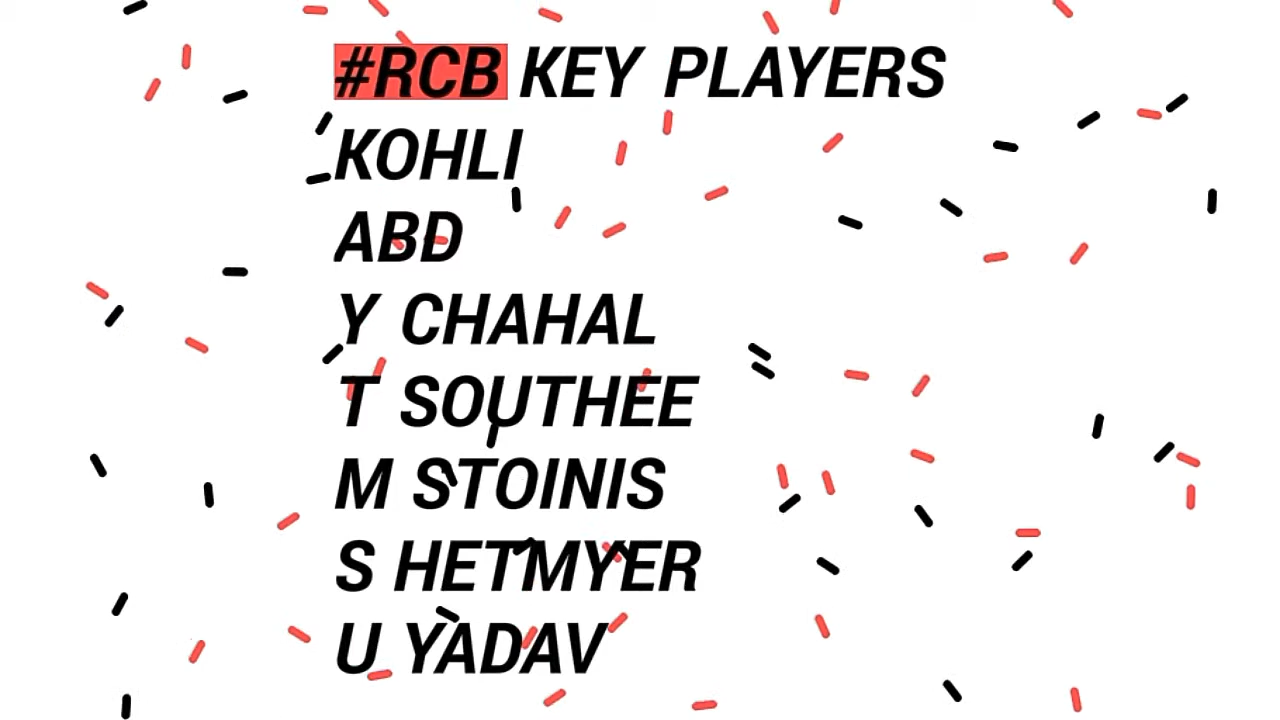 #RCB KEY PLAYERS
KOHLI
ABD
Y CHAHAL
T SOUTHEE
M STOINIS
S HETMYER
U YADAV